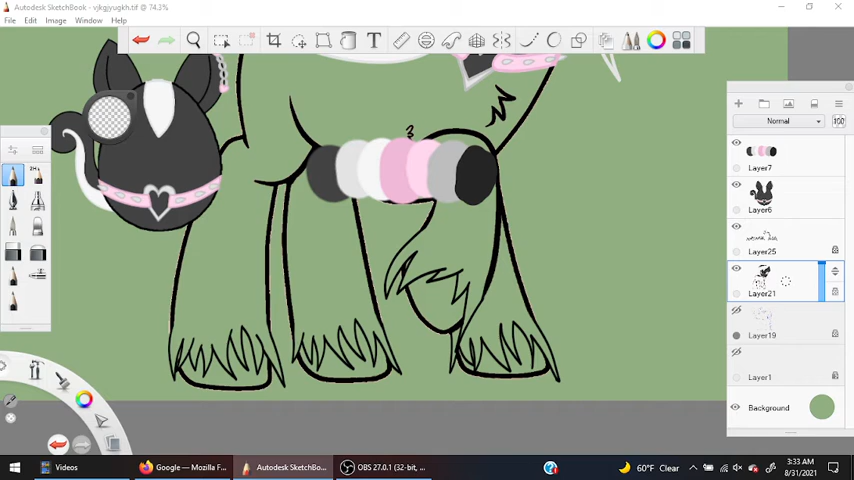 Autodesk SketchBook - vjkgjyugkh.tif @ 74.3%
File Edit Image Window Help
T
Normal 100
Layer7
Layer6
Layer25
Layer21
Layer19
Layer1
Background
Videos Google — Mozilla F... Autodesk SketchBo... OBS 27.0.1 (32-bit, ... 60°F Clear 3:33 AM
8/31/2021